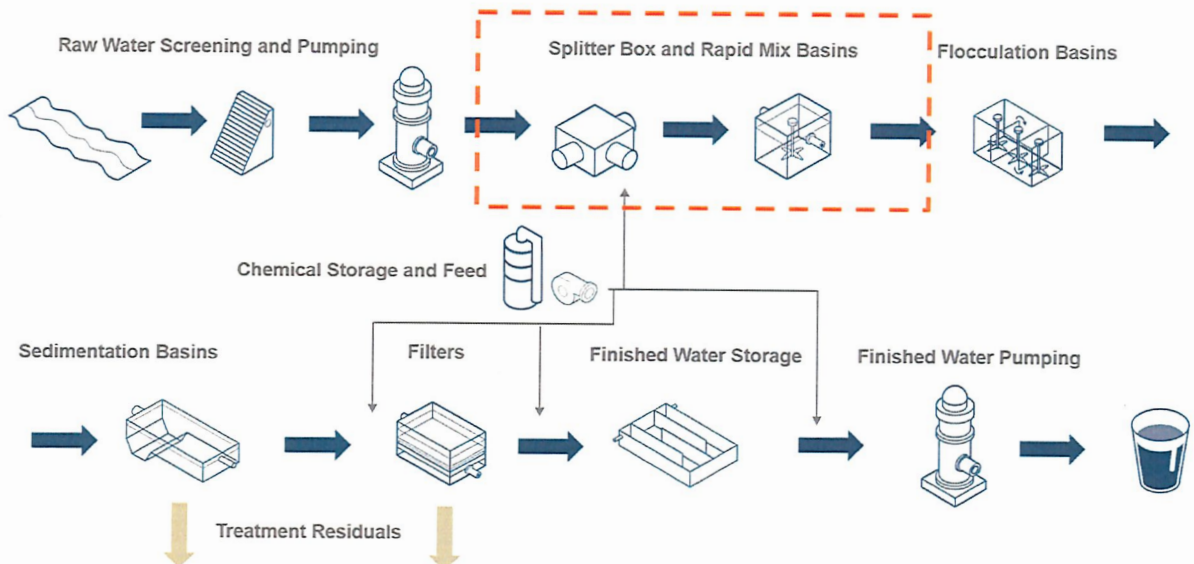 Raw Water Screening and Pumping
Splitter Box and Rapid Mix Basins
Flocculation Basins
Chemical Storage and Feed
Sedimentation Basins
Filters
Finished Water Storage
Finished Water Pumping
Treatment Residuals